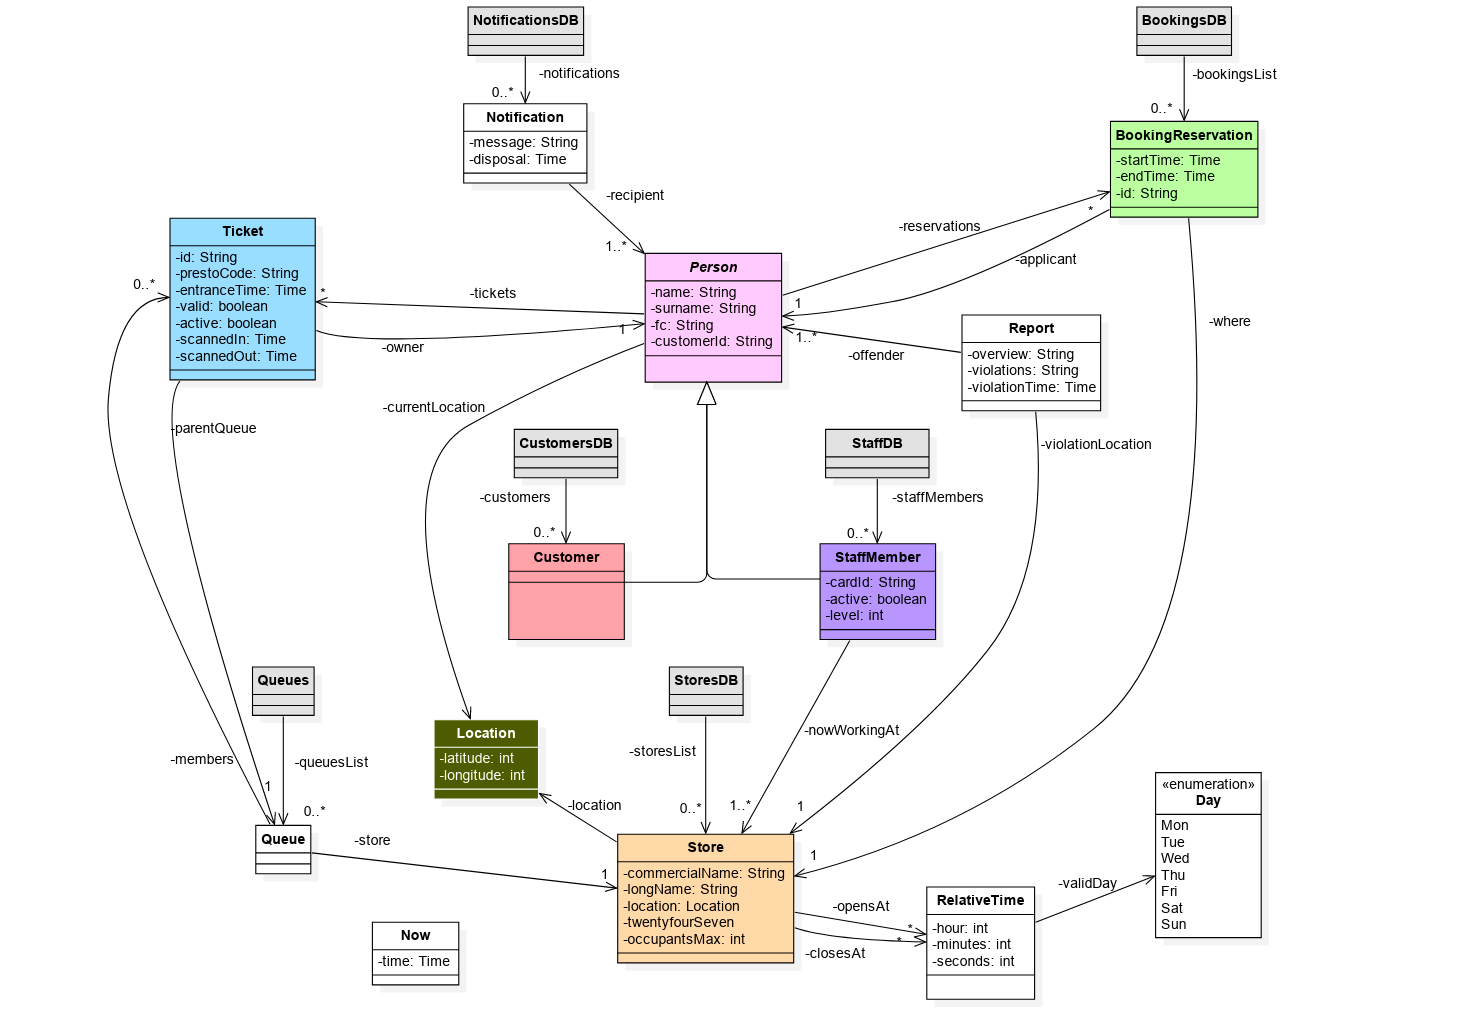 NotificationsDB
-notifications
0..*
Notification
-message: String
-disposal: Time
-recipient
1..*
BookingsDB
-bookingsList
0..*
BookingReservation
-startTime: Time
-endTime: Time
-id: String
-reservations
*
-applicant
1
-where
Ticket
-id: String
-prestoCode: String
-entranceTime: Time
-valid: boolean
-active: boolean
-scannedIn: Time
-scannedOut: Time
0..*
*
-tickets
-owner
1
Person
-name: String
-surname: String
-fc: String
-customerId: String
1..*
-offender
Report
-overview: String
-violations: String
-violationTime: Time
-currentLocation
-parentQueue
-violationLocation
CustomersDB
-customers
0..*
Customer
StaffDB
-staffMembers
0..*
StaffMember
-cardId: String
-active: boolean
-level: int
Queues
-queuesList
-members
1
0..*
Queue
-store
1
Location
-latitude: int
-longitude: int
-location
StoresDB
-storesList
0..*
-nowWorkingAt
1..*
1
1
Store
-commercialName: String
-longName: String
-location: Location
-twentyfourSeven
-occupantsMax: int
-opensAt
*
-closesAt
*
RelativeTime
-hour: int
-minutes: int
-seconds: int
-validDay
«enumeration»
Day
Mon
Tue
Wed
Thu
Fri
Sat
Sun
Now
-time: Time